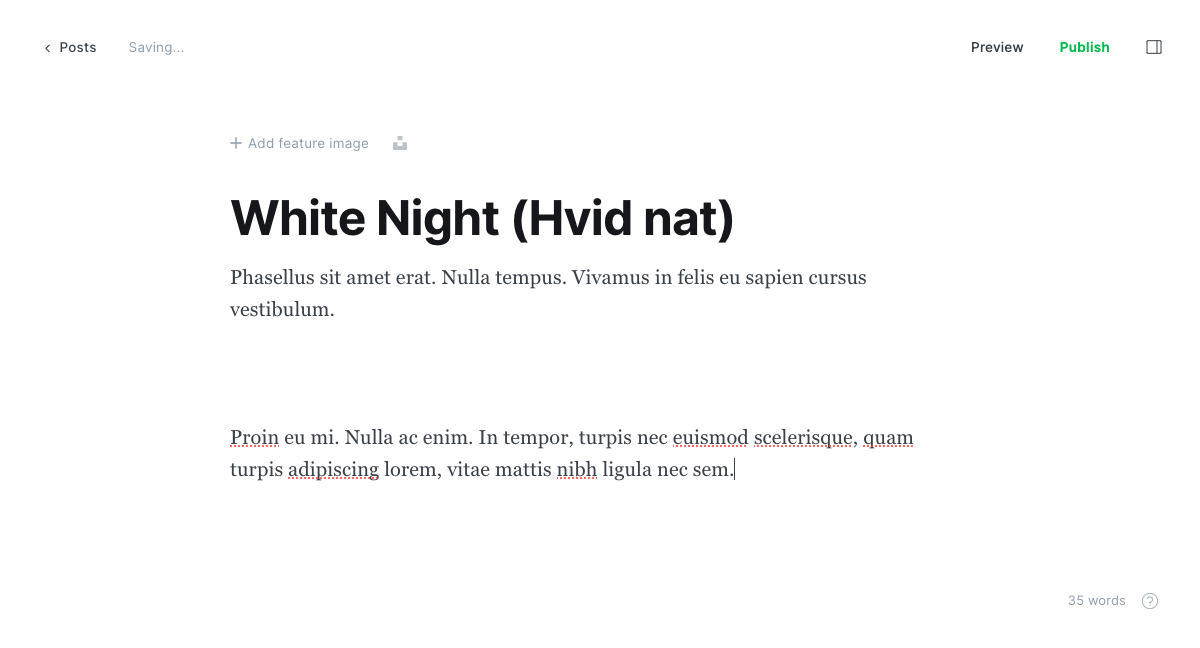 Posts
Saving...
Preview
Publish
Add feature image
White Night (Hvid nat)
Phasellus sit amet erat. Nulla tempus. Vivamus in felis eu sapien cursus
vestibulum.
Proin eu mi. Nulla ac enim. In tempor, turpis nec euismod scelerisque, quam
turpis adipiscing lorem, vitae mattis nibh ligula nec sem.
35 words
?